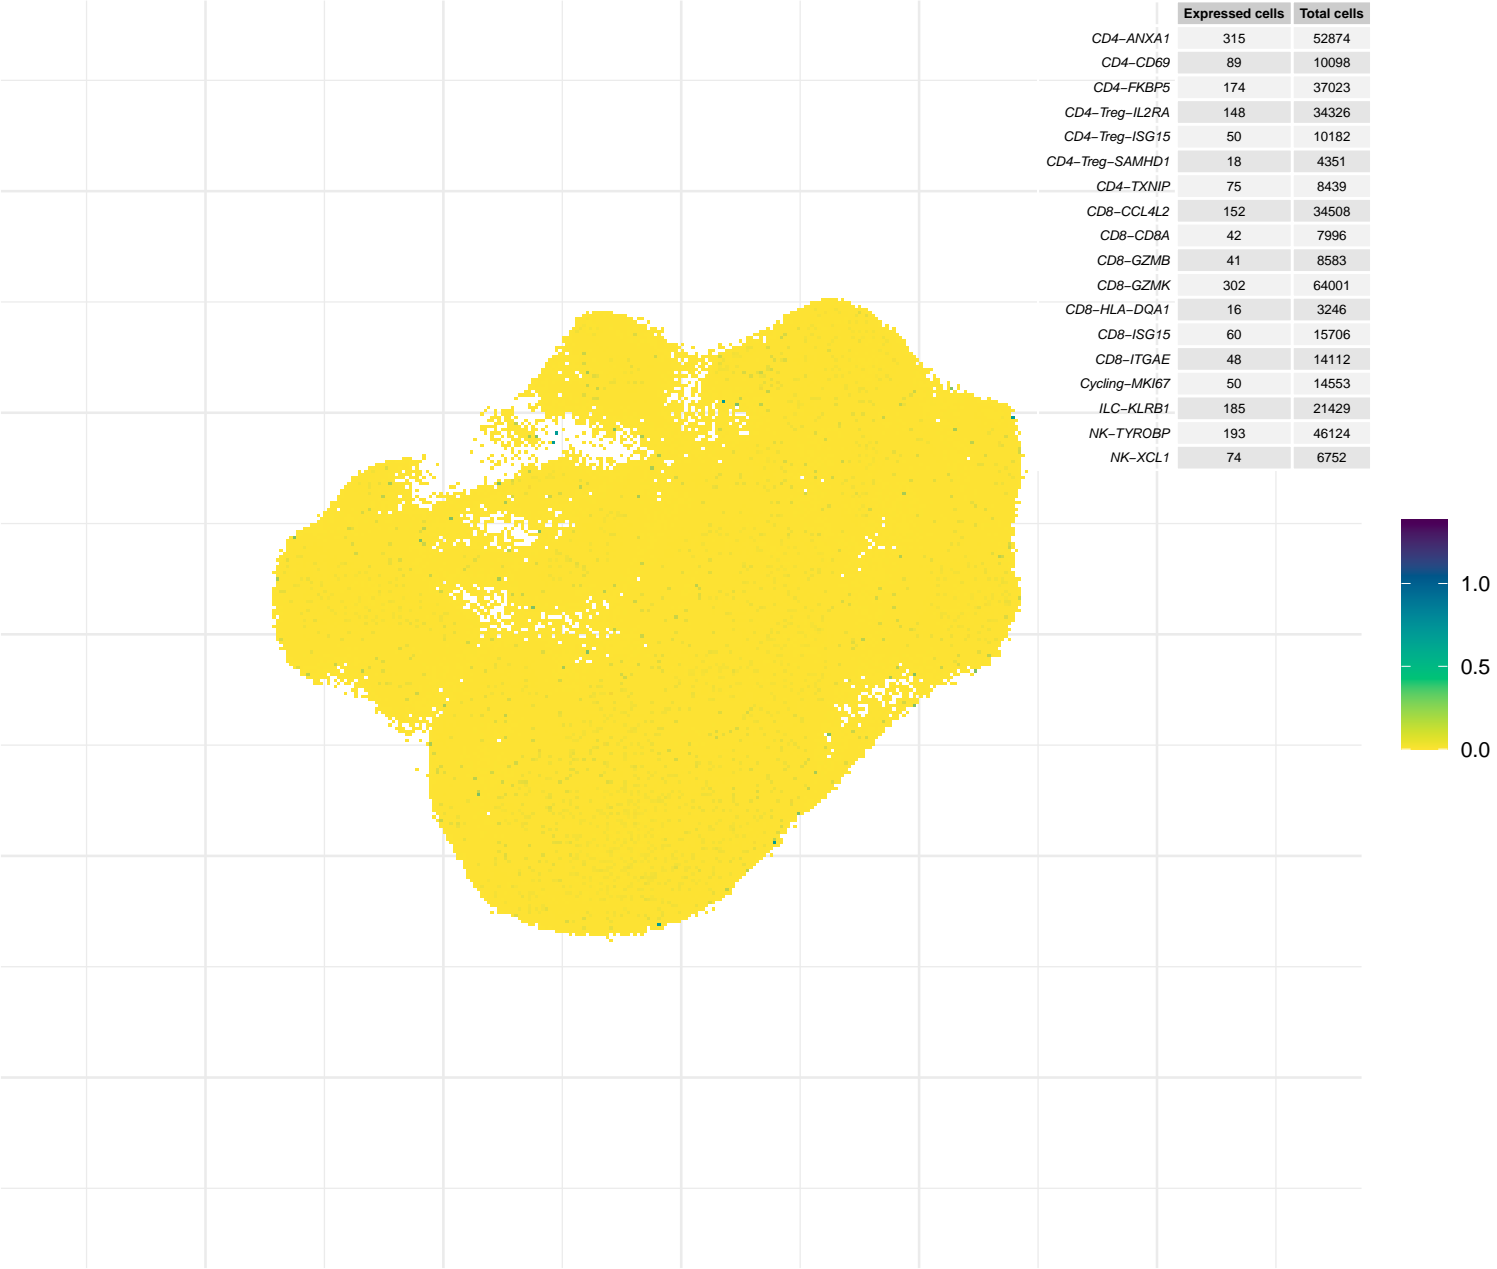 Expressed cells Total cells
CD4−ANXA1 315 52874
CD4−CD69 89 10098
CD4−FKBP5 174 37023
CD4−Treg−IL2RA 148 34326
CD4−Treg−ISG15 50 10182
CD4−Treg−SAMHD1 18 4351
CD4−TXNIP 75 8439
CD8−CCL4L2 152 34508
CD8−CD8A 42 7996
CD8−GZMB 41 8583
CD8−GZMK 302 64001
CD8−HLA−DQA1 16 3246
CD8−ISG15 60 15706
CD8−ITGAE 48 14112
Cycling−MKI67 50 14553
ILC−KLRB1 185 21429
NK−TYROBP 193 46124
NK−XCL1 74 6752
1.0
0.5
0.0